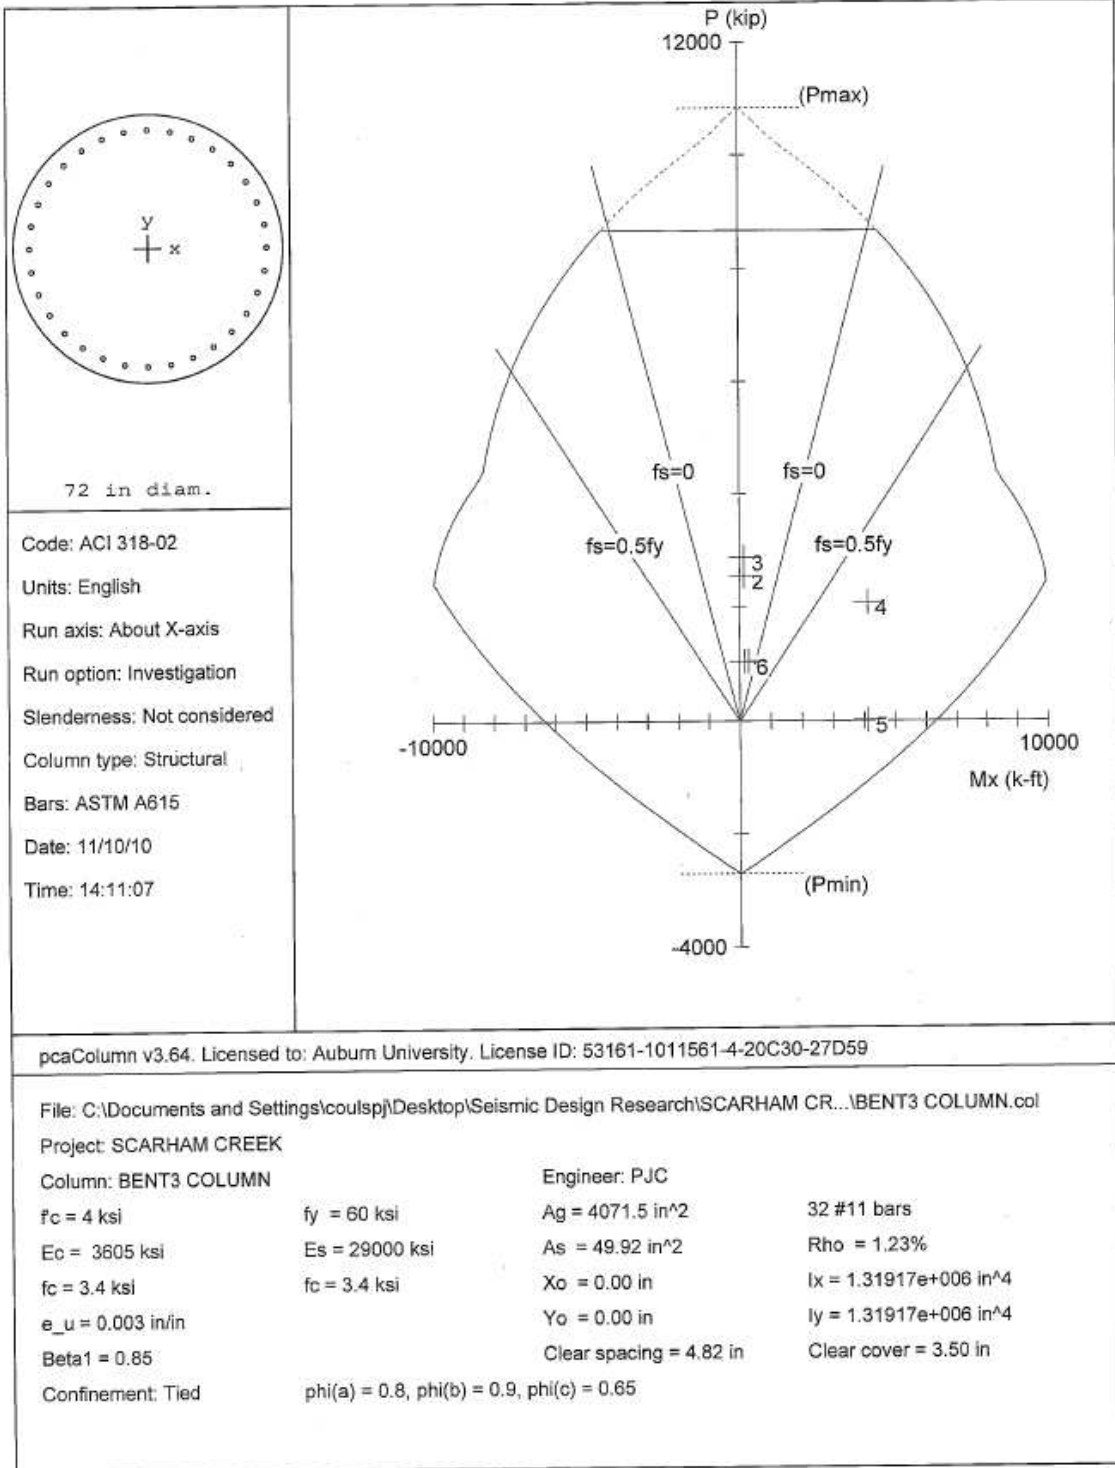 y
x
72 in diam.
Code: ACI 318-02
Units: English
Run axis: About X-axis
Run option: Investigation
Slenderness: Not considered
Column type: Structural
Bars: ASTM A615
Date: 11/10/10
Time: 14:11:07
P (kip)
12000
(Pmax)
fs=0
fs=0
fs=0.5fy
fs=0.5fy
3
2
4
6
5
-10000
10000
Mx (k-ft)
(Pmin)
-4000
pcaColumn v3.64. Licensed to: Auburn University. License ID: 53161-1011561-4-20C30-27D59
File: C:\Documents and Settings\coulspj\Desktop\Seismic Design Research\SCARHAM CR...\BENT3 COLUMN.col
Project: SCARHAM CREEK
Column: BENT3 COLUMN Engineer: PJC
f'c = 4 ksi fy = 60 ksi Ag = 4071.5 in^2 32 #11 bars
Ec = 3605 ksi Es = 29000 ksi As = 49.92 in^2 Rho = 1.23%
fc = 3.4 ksi fc = 3.4 ksi Xo = 0.00 in Ix = 1.31917e+006 in^4
e_u = 0.003 in/in Yo = 0.00 in Iy = 1.31917e+006 in^4
Beta1 = 0.85 Clear spacing = 4.82 in Clear cover = 3.50 in
Confinement: Tied phi(a) = 0.8, phi(b) = 0.9, phi(c) = 0.65